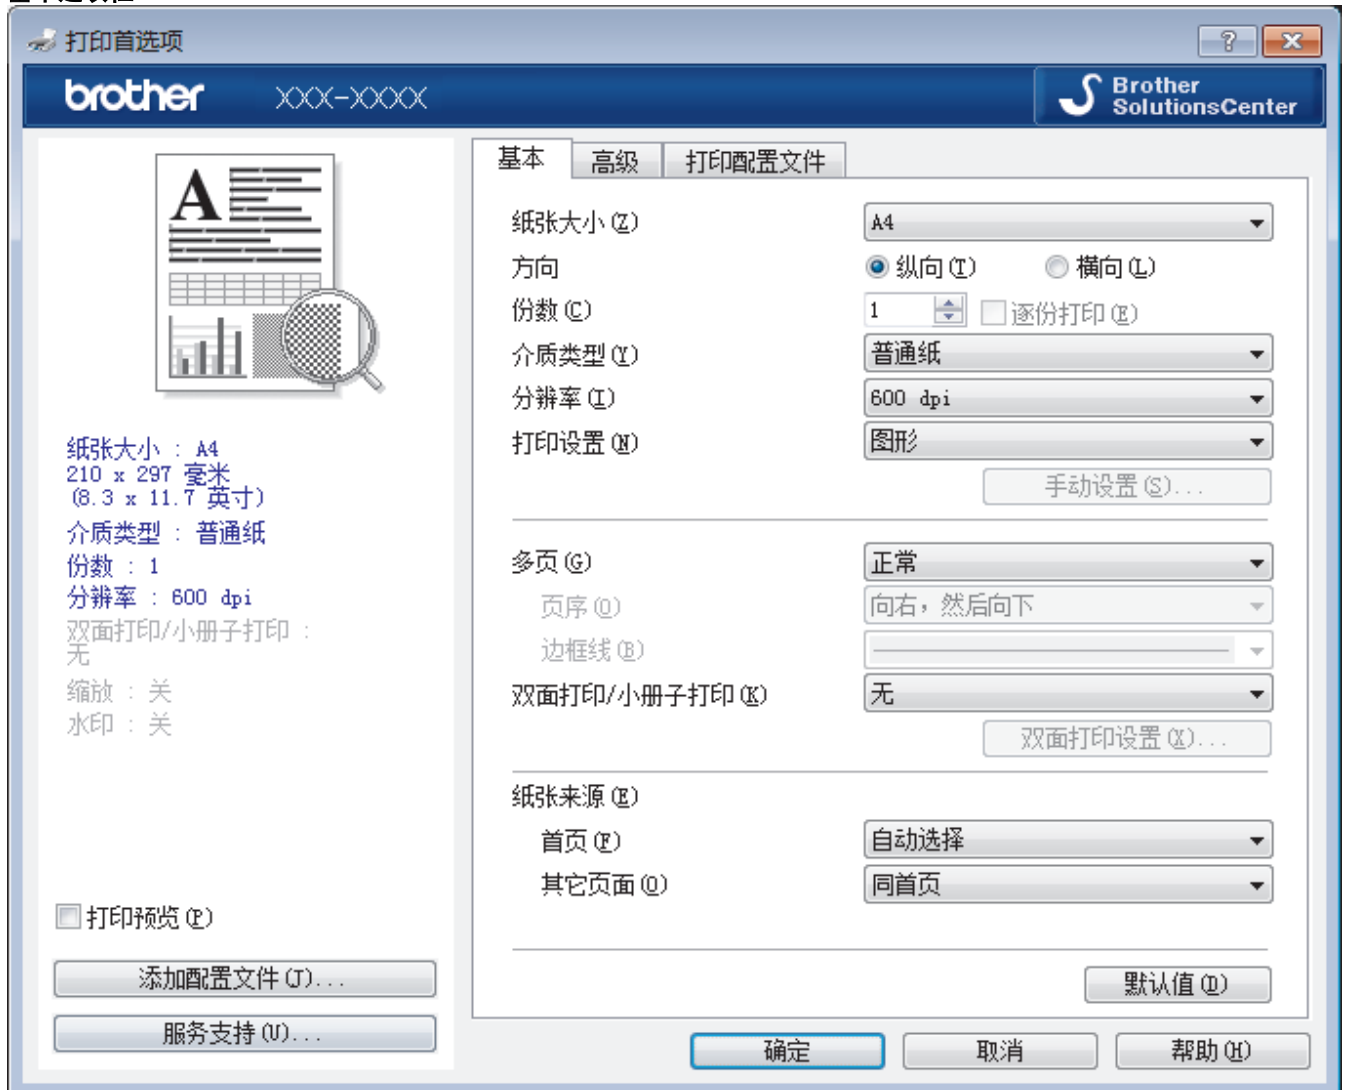 打印首选项
brother XXX-XXXX Brother
SolutionsCenter
基本 高级 打印配置文件
A
纸张大小(Z) A4
方向 纵向(T) 横向(L)
份数(C) 1 逐份打印(E)
介质类型(Y) 普通纸
分辨率(I) 600 dpi
打印设置(N) 图形
手动设置(S)...
多页(G) 正常
页序(O) 向右，然后向下
边框线(B)
双面打印/小册子打印(K) 无
双面打印设置(X)...
纸张来源(E)
首页(F) 自动选择
其它页面(O) 同首页
默认值(D)
纸张大小 : A4
210 x 297 毫米
(8.3 x 11.7 英寸)
介质类型 : 普通纸
份数 : 1
分辨率 : 600 dpi
双面打印/小册子打印 :
无
缩放 : 关
水印 : 关
打印预览(P)
添加配置文件(J)...
服务支持(U)...
确定 取消 帮助(H)